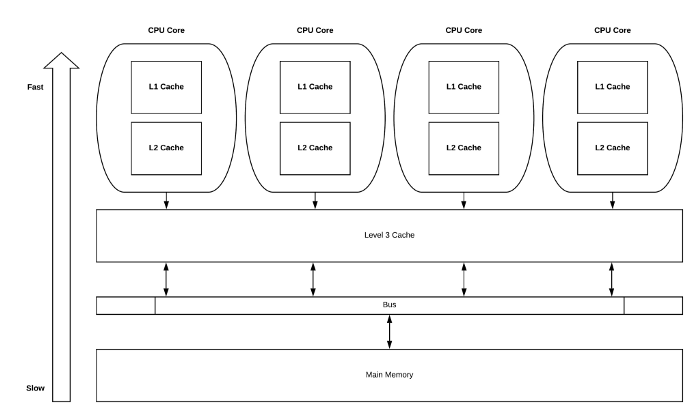 CPU Core
CPU Core
CPU Core
CPU Core
Fast
L1 Cache
L1 Cache
L1 Cache
L1 Cache
L2 Cache
L2 Cache
L2 Cache
L2 Cache
Level 3 Cache
Bus
Main Memory
Slow